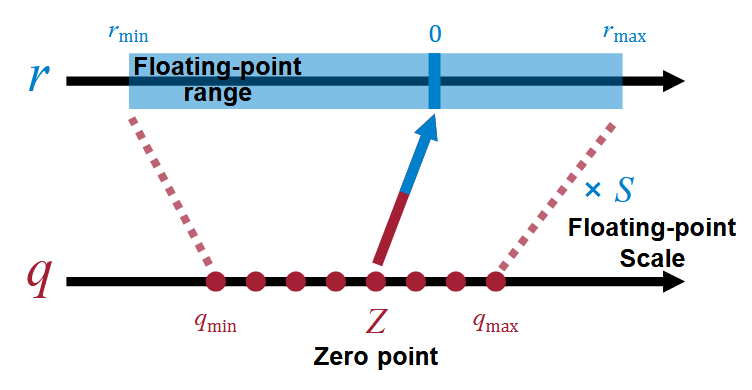 r_min 0 r_max
r
Floating-point
range
× S
Floating-point
Scale
q
q_min Z q_max
Zero point